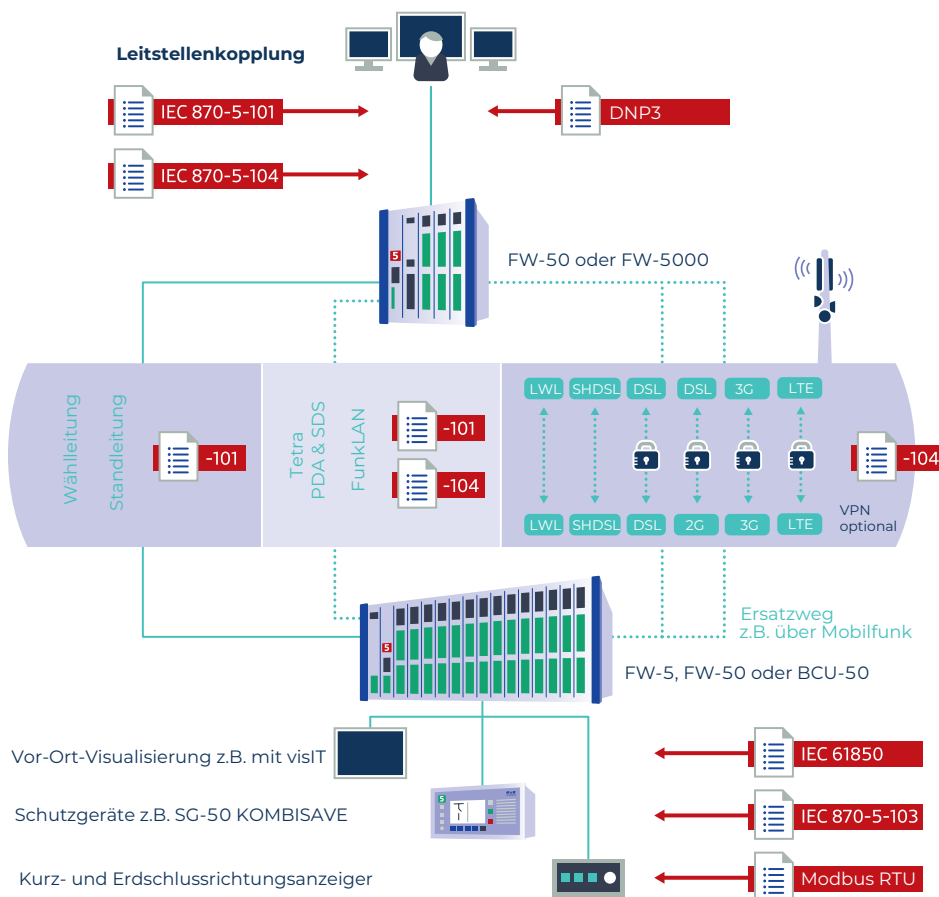 Leitstellenkopplung
IEC 870-5-101
DNP3
IEC 870-5-104
5
FW-50 oder FW-5000
LWL
SHDSL
DSL
DSL
3G
LTE
Wählleitung
Standleitung
-101
Tetra
PDA & SDS
FunkLAN
-101
-104
-104
LWL
SHDSL
DSL
2G
3G
LTE
VPN
optional
5
Ersatzweg
z.B. über Mobilfunk
FW-5, FW-50 oder BCU-50
Vor-Ort-Visualisierung z.B. mit visIT
IEC 61850
Schutzgeräte z.B. SG-50 KOMBISAVE
5
IEC 870-5-103
Kurz- und Erdschlussrichtungsanzeiger
Modbus RTU